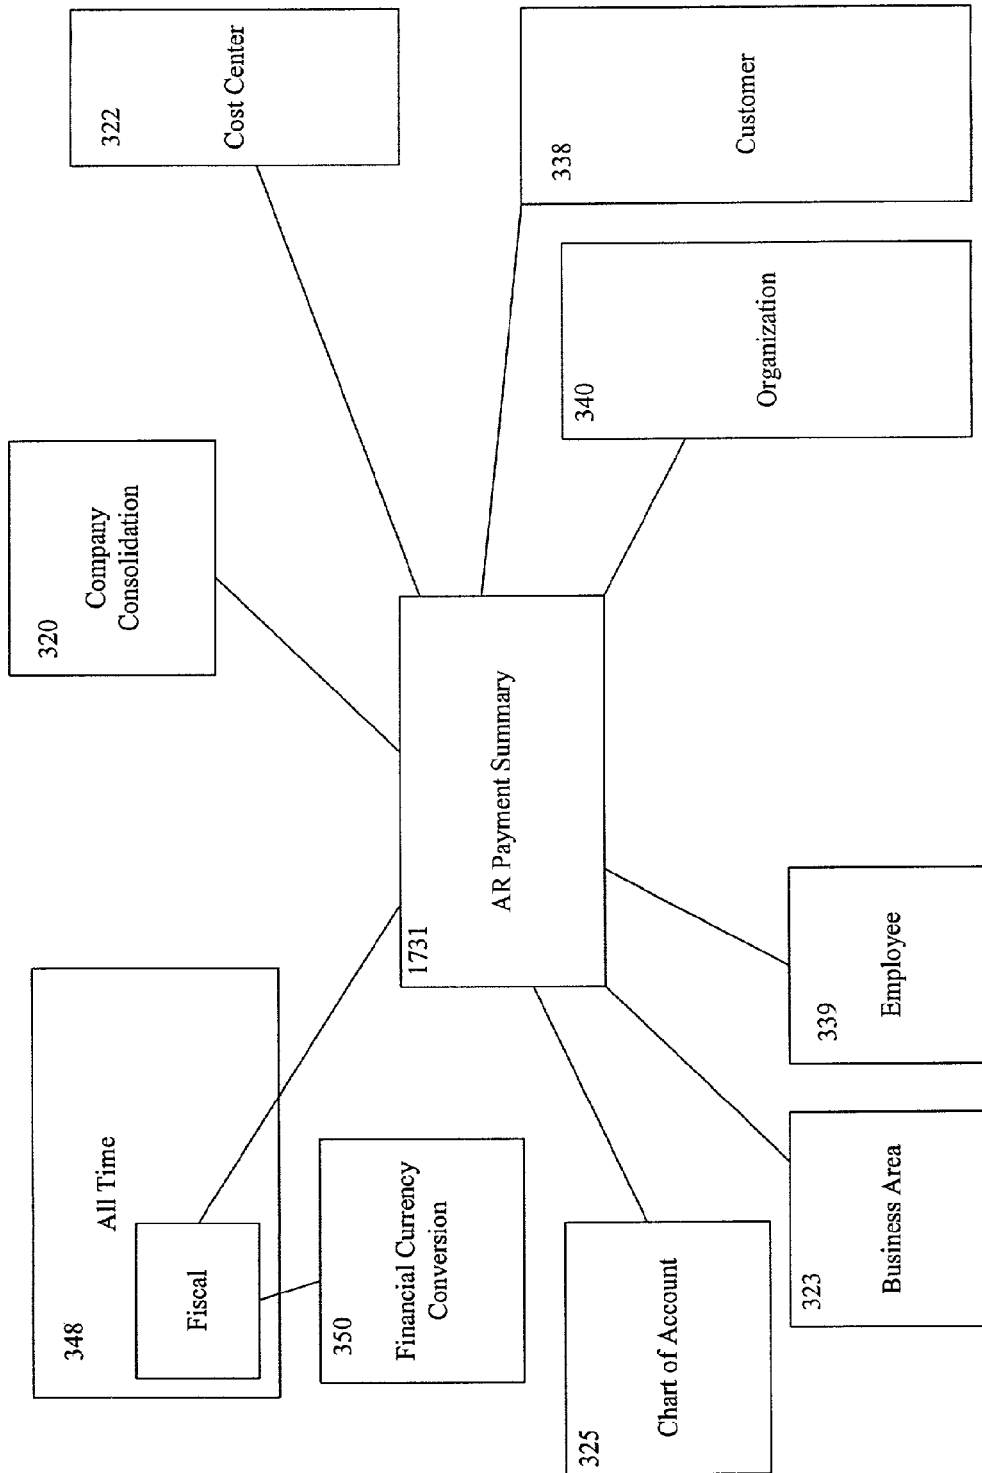 348
All Time
Fiscal
350
Financial Currency
Conversion
325
Chart of Account
323
Business Area
339
Employee
1731
AR Payment Summary
320
Company
Consolidation
322
Cost Center
338
Customer
340
Organization